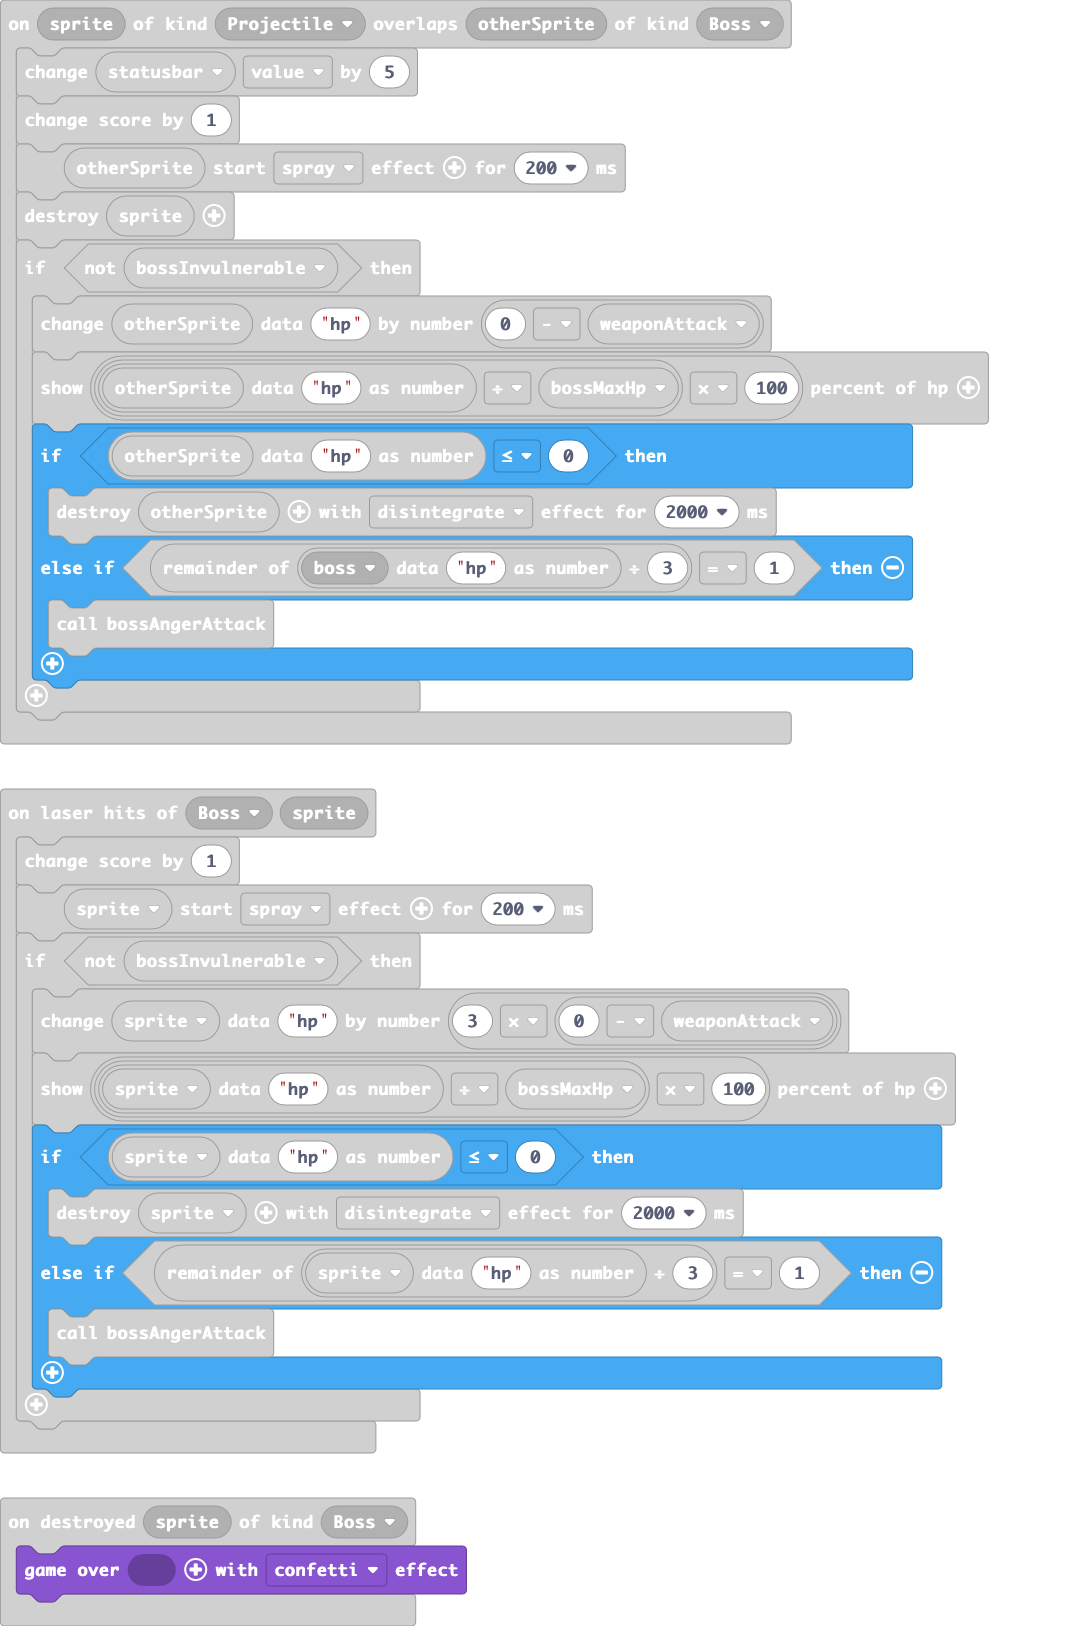 on sprite of kind Projectile overlaps otherSprite of kind Boss
change statusbar value by 5
change score by 1
otherSprite start spray effect for 200 ms
destroy sprite
if not bossInvulnerable then
change otherSprite data "hp" by number 0 - weaponAttack
show otherSprite data "hp" as number ÷ bossMaxHp × 100 percent of hp
if otherSprite data "hp" as number ≤ 0 then
destroy otherSprite with disintegrate effect for 2000 ms
else if remainder of boss data "hp" as number ÷ 3 = 1 then
call bossAngerAttack
on laser hits of Boss sprite
change score by 1
sprite start spray effect for 200 ms
if not bossInvulnerable then
change sprite data "hp" by number 3 × 0 - weaponAttack
show sprite data "hp" as number ÷ bossMaxHp × 100 percent of hp
if sprite data "hp" as number ≤ 0 then
destroy sprite with disintegrate effect for 2000 ms
else if remainder of sprite data "hp" as number ÷ 3 = 1 then
call bossAngerAttack
on destroyed sprite of kind Boss
game over with confetti effect